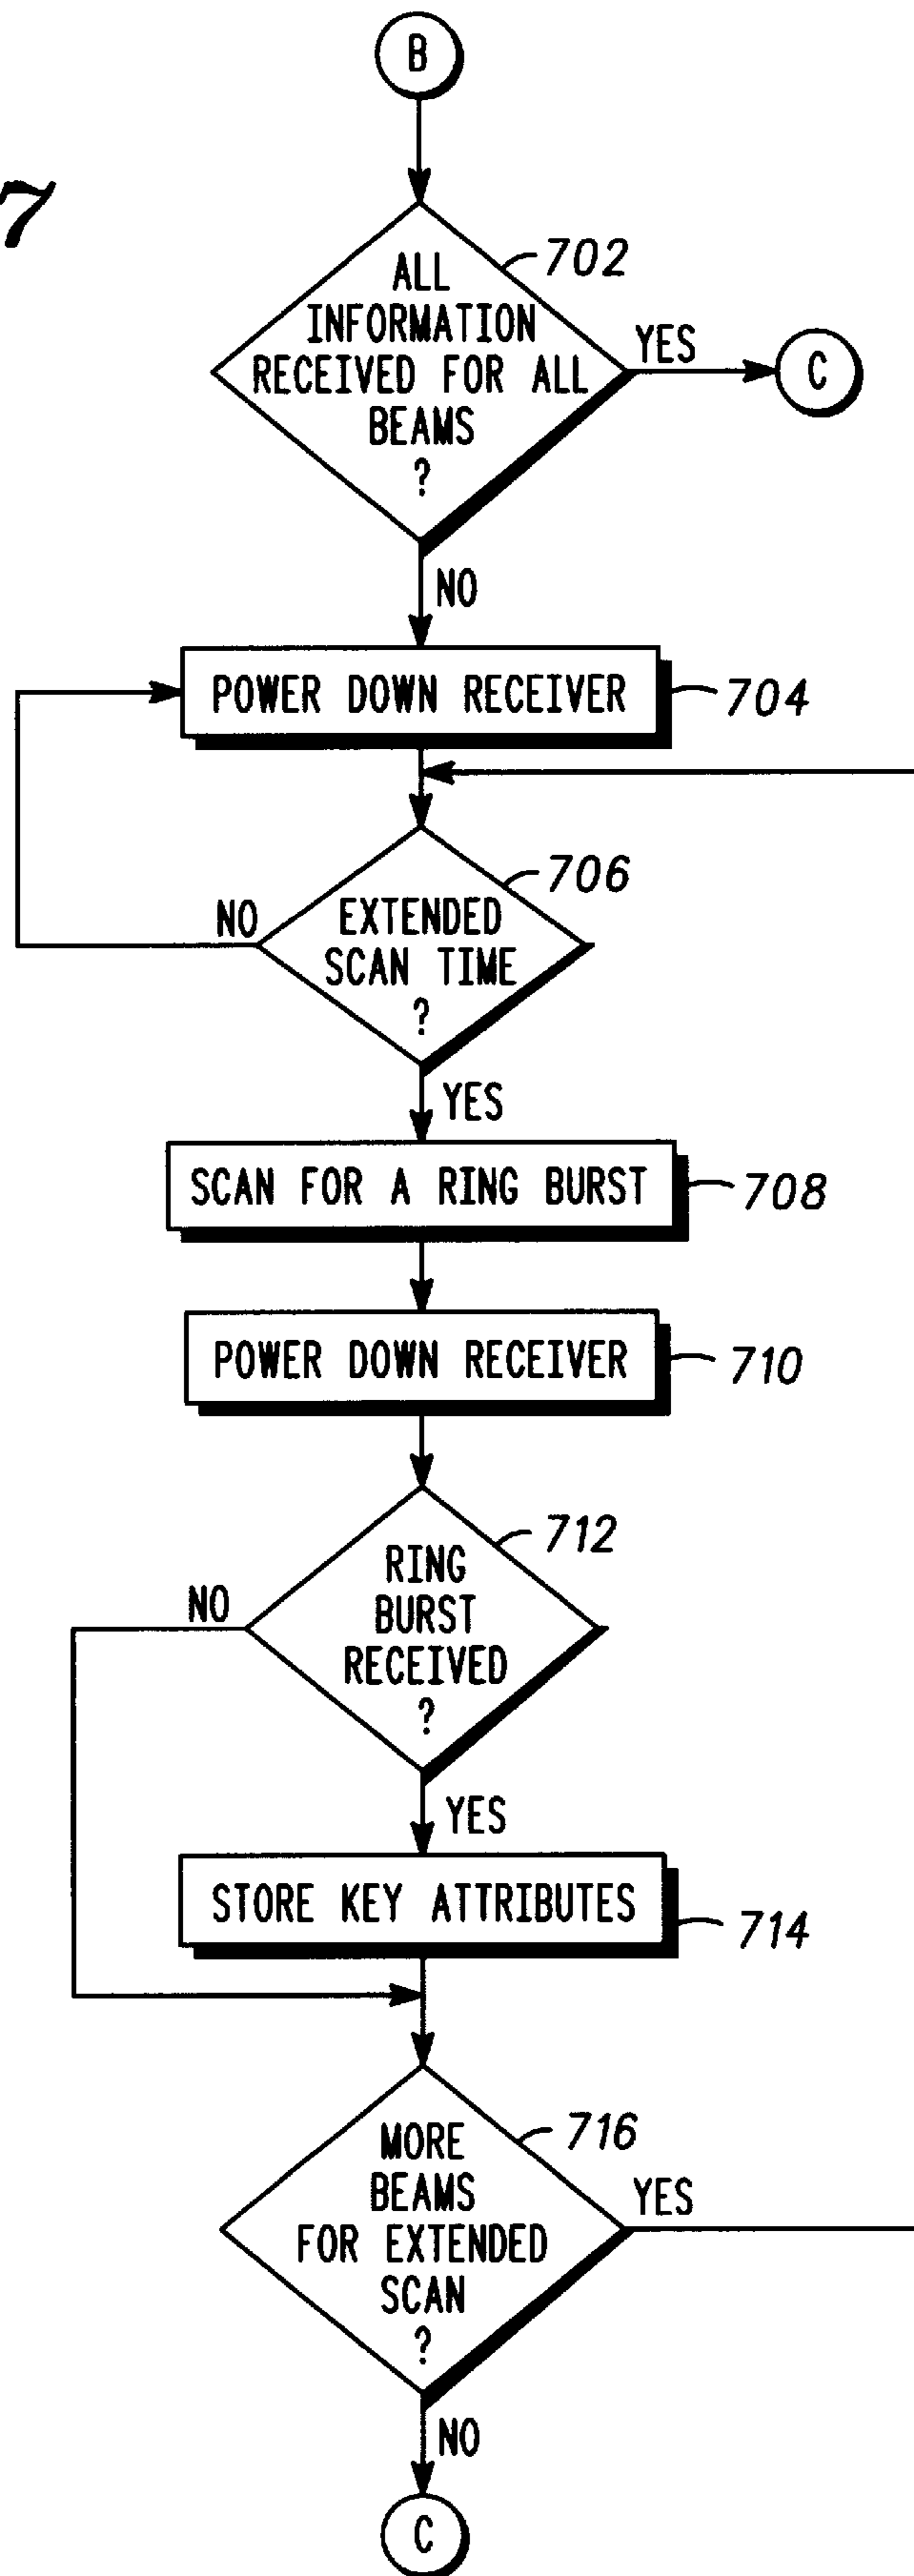 7
B
702
ALL
INFORMATION
RECEIVED FOR ALL
BEAMS
?
YES
C
NO
POWER DOWN RECEIVER
704
706
EXTENDED
SCAN TIME
?
NO
YES
SCAN FOR A RING BURST
708
POWER DOWN RECEIVER
710
712
RING
BURST
RECEIVED
?
NO
YES
STORE KEY ATTRIBUTES
714
716
MORE
BEAMS
FOR EXTENDED
SCAN
?
YES
NO
C